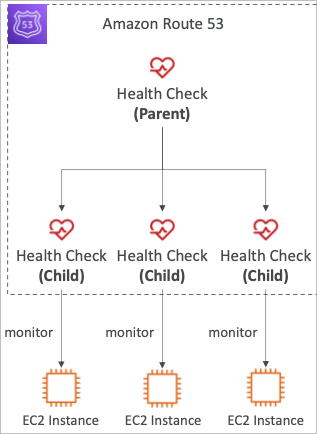 53
Amazon Route 53
Health Check
(Parent)
Health Check
(Child)
Health Check
(Child)
Health Check
(Child)
monitor
monitor
monitor
EC2 Instance
EC2 Instance
EC2 Instance